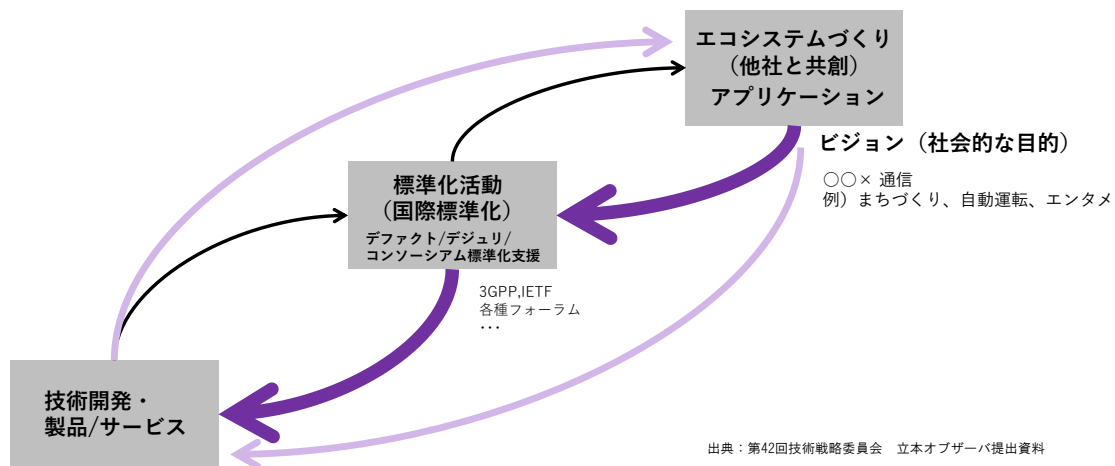 エコシステムづくり
（他社と共創）
アプリケーション
ビジョン（社会的な目的）
○○× 通信
例）まちづくり、自動運転、エンタメ
標準化活動
（国際標準化）
デファクト/デジュリ/
コンソーシアム標準化支援
3GPP,IETF
各種フォーラム
･･･
技術開発・
製品/サービス
出典：第42回技術戦略委員会　立本オブザーバ提出資料